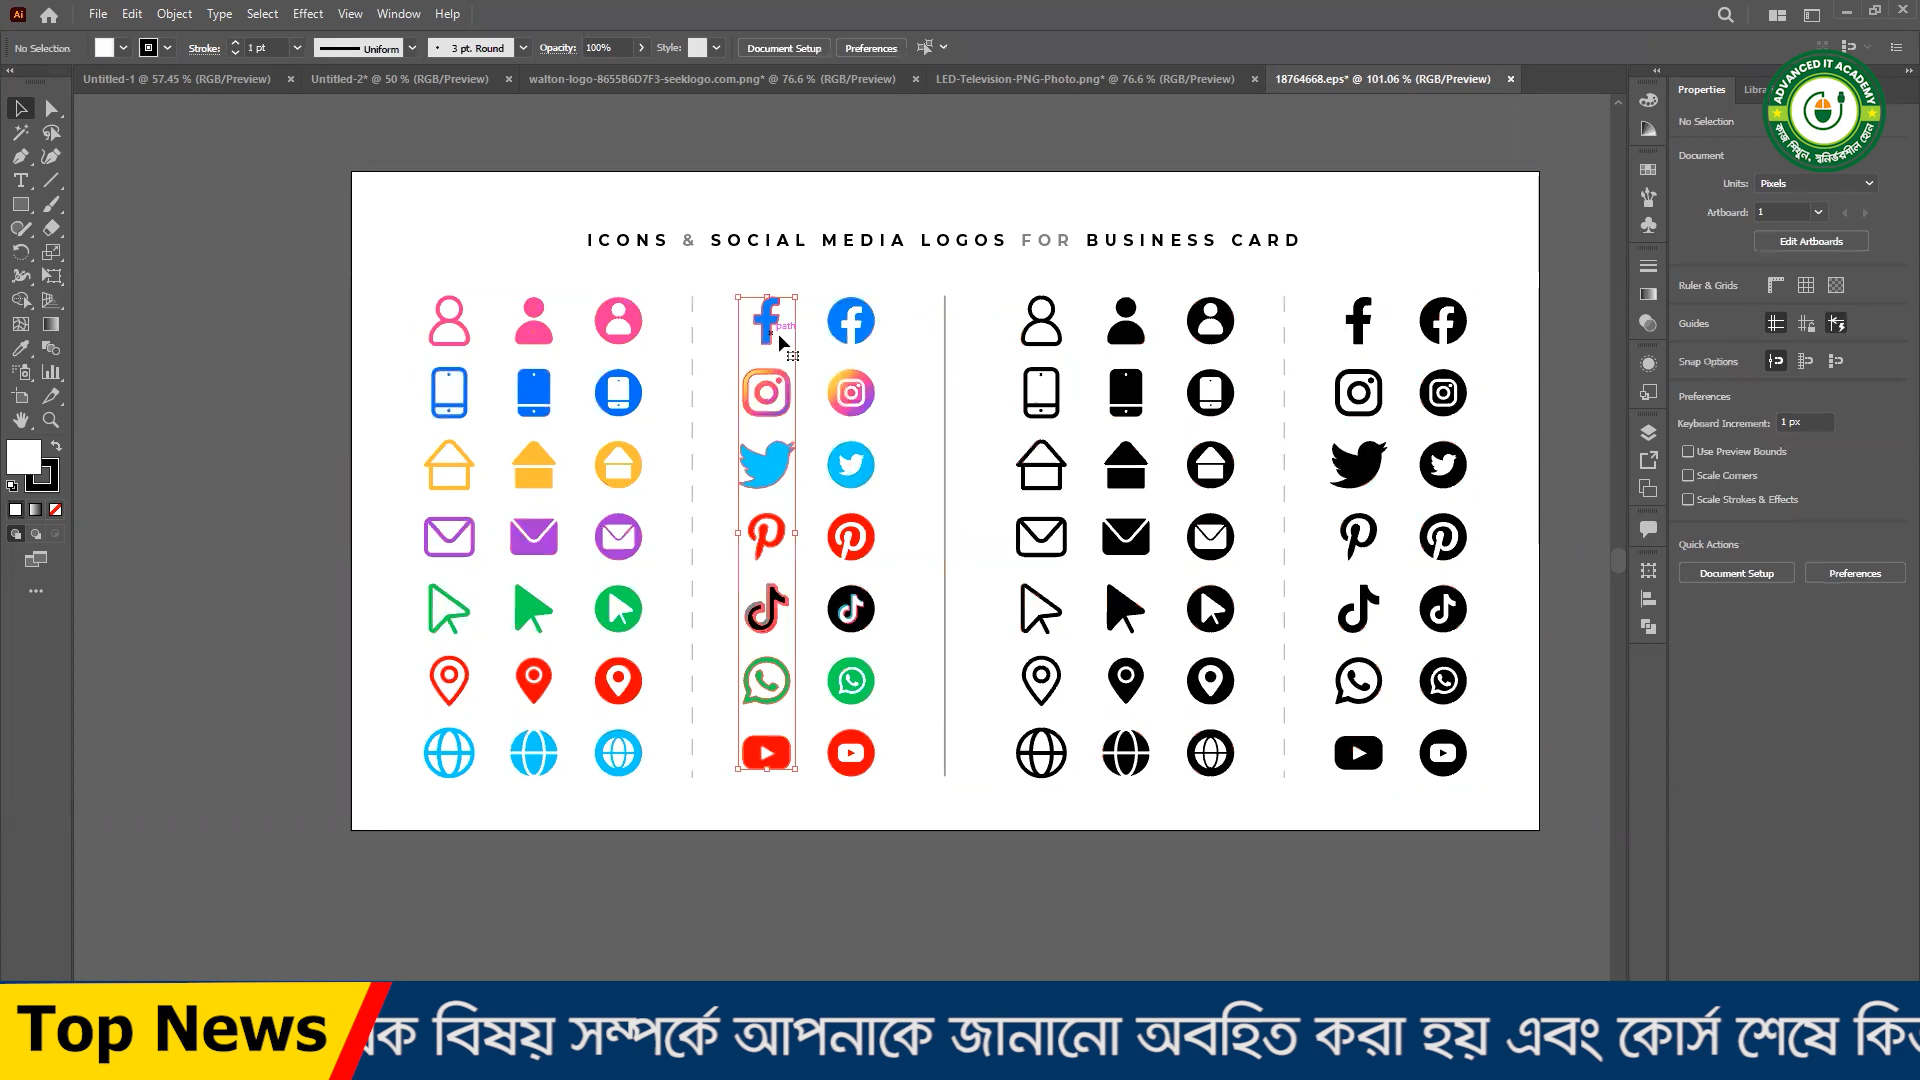 Ai File Edit Object Type Select Effect View Window Help
No Selection Stroke: 1 pt Uniform 3 pt. Round Opacity: 100% Style: Document Setup Preferences
Untitled-1 @ 57.45 % (RGB/Preview) × Untitled-2* @ 50 % (RGB/Preview) × walton-logo-8655B6D7F3-seeklogo.com.png* @ 76.6 % (RGB/Preview) × LED-Television-PNG-Photo.png* @ 76.6 % (RGB/Preview) × 18764668.eps* @ 101.06 % (RGB/Preview) ×
Properties
ADVANCED IT ACADEMY
কাজ শিখুন, স্বনির্ভরশীল হোন
No Selection
Document
Units: Pixels
Artboard: 1
Edit Artboards
Ruler & Grids
Guides
Snap Options
Preferences
Keyboard Increment: 1 px
Use Preview Bounds
Scale Corners
Scale Strokes & Effects
Quick Actions
Document Setup Preferences
ICONS & SOCIAL MEDIA LOGOS FOR BUSINESS CARD
path
Top News
বিষয় সম্পর্কে আপনাকে জানানো অবহিত করা হয় এবং কোর্স শেষে